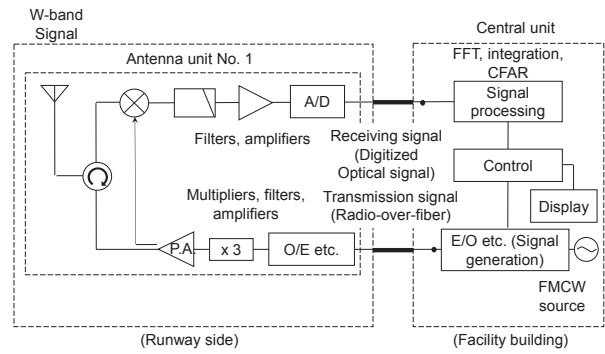 W-band
Signal
Central unit
Antenna unit No. 1
FFT, integration,
CFAR
A/D
Signal
processing
Filters, amplifiers
Receiving signal
(Digitized
Optical signal)
Control
Multipliers, filters,
amplifiers
Transmission signal
(Radio-over-fiber)
Display
P.A.
x 3
O/E etc.
E/O etc. (Signal
generation)
FMCW
source
(Runway side)
(Facility building)